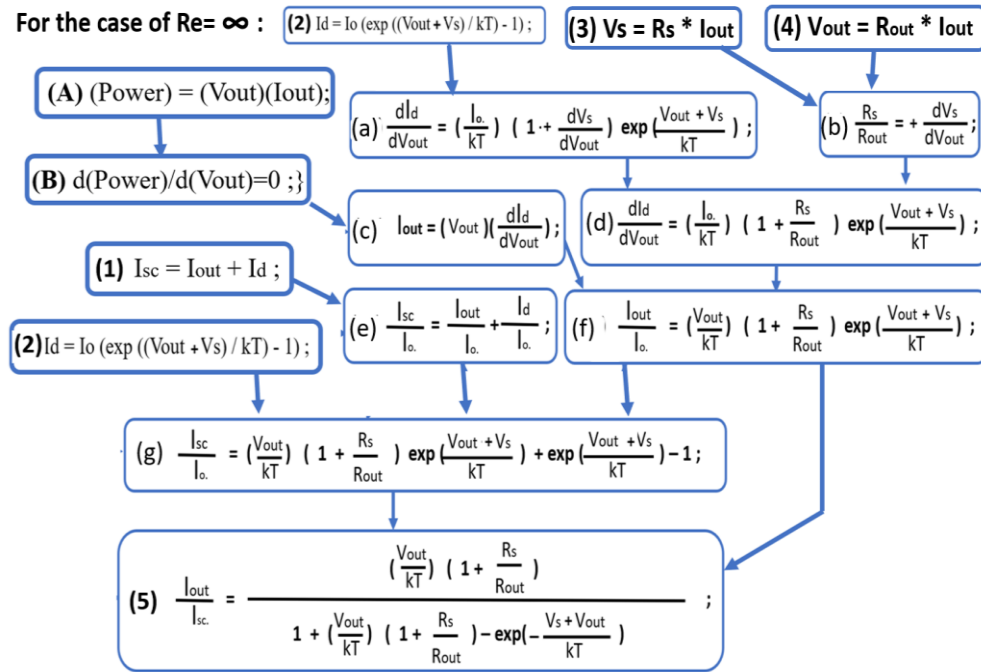 For the case of Re= ∞ :
(2) Id = Io (exp ((Vout + Vs) / kT) - 1) ;
(3) Vs = Rs * Iout
(4) Vout = Rout * Iout
(A) (Power) = (Vout)(Iout);
(a) dId/dVout = (Io./kT) (1 + dVs/dVout) exp(Vout + Vs/kT) ;
(b) Rs/Rout = + dVs/dVout;
(B) d(Power)/d(Vout)=0 ;}
(c) Iout = (Vout)(dId/dVout);
(d) dId/dVout = (Io./kT) (1 + Rs/Rout) exp(Vout + Vs/kT) ;
(1) Isc = Iout + Id ;
(e) Isc/Io. = Iout/Io. + Id/Io. ;
(f) Iout/Io. = (Vout/kT) (1 + Rs/Rout) exp(Vout + Vs/kT) ;
(2) Id = Io (exp ((Vout +Vs) / kT) - 1) ;
(g) Isc/Io. = (Vout/kT) (1 + Rs/Rout) exp(Vout + Vs/kT) + exp(Vout + Vs/kT) − 1 ;
(5) Iout/Isc. = (Vout/kT) (1 + Rs/Rout) / 1 + (Vout/kT) (1 + Rs/Rout) − exp(− Vs + Vout/kT) ;